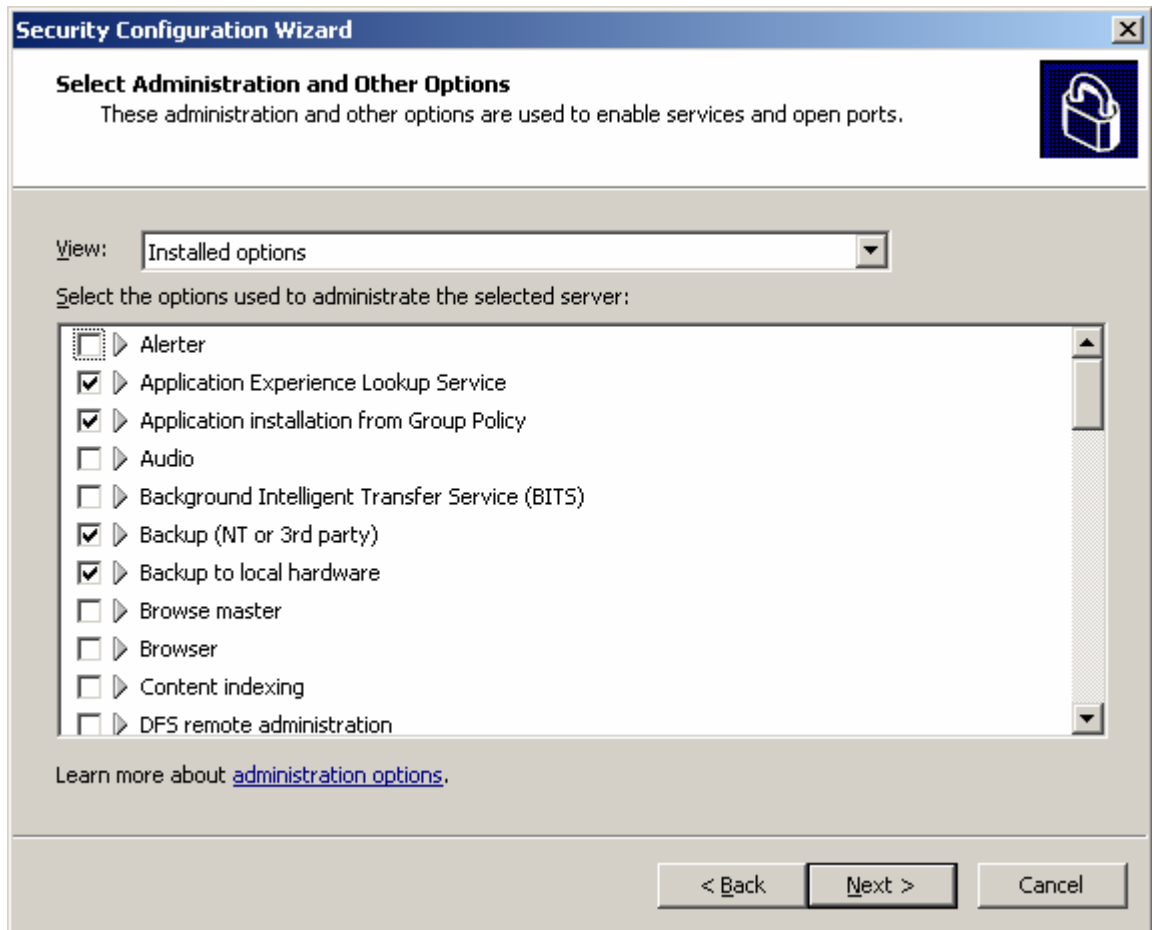 Security Configuration Wizard
Select Administration and Other Options
These administration and other options are used to enable services and open ports.
View: Installed options
Select the options used to administrate the selected server:
Alerter
Application Experience Lookup Service
Application installation from Group Policy
Audio
Background Intelligent Transfer Service (BITS)
Backup (NT or 3rd party)
Backup to local hardware
Browse master
Browser
Content indexing
DFS remote administration
Learn more about administration options.
< Back Next > Cancel